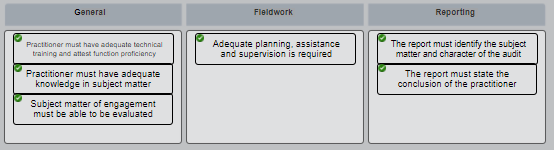 General
Practitioner must have adequate technical
training and attest function proficiency
Practitioner must have adequate
knowledge in subject matter
Subject matter of engagement
must be able to be evaluated
Fieldwork
Adequate planning, assistance
and supervision is required
Reporting
The report must identify the subject
matter and character of the audit
The report must state the
conclusion of the practitioner